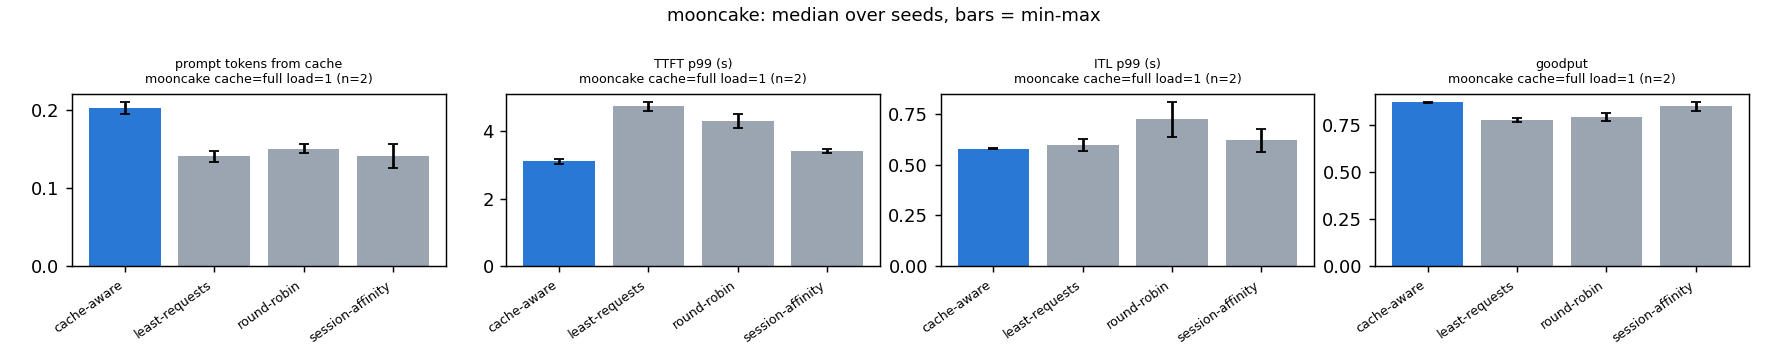 mooncake: median over seeds, bars = min-max
prompt tokens from cache
mooncake cache=full load=1 (n=2)
0.2
0.1
0.0
cache-aware
least-requests
round-robin
session-affinity
TTFT p99 (s)
mooncake cache=full load=1 (n=2)
4
2
0
cache-aware
least-requests
round-robin
session-affinity
ITL p99 (s)
mooncake cache=full load=1 (n=2)
0.75
0.50
0.25
0.00
cache-aware
least-requests
round-robin
session-affinity
goodput
mooncake cache=full load=1 (n=2)
0.75
0.50
0.25
0.00
cache-aware
least-requests
round-robin
session-affinity